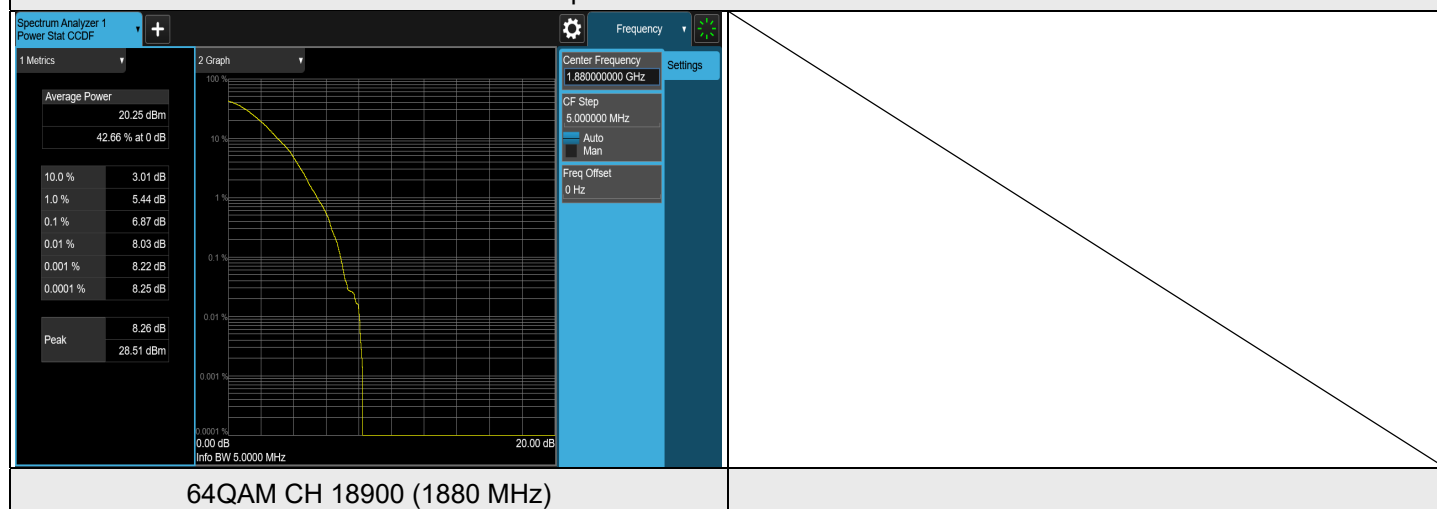 Spectrum Analyzer 1
Power Stat CCDF
Frequency
1 Metrics
2 Graph
Average Power
20.25 dBm
42.66 % at 0 dB
10.0 % 3.01 dB
1.0 % 5.44 dB
0.1 % 6.87 dB
0.01 % 8.03 dB
0.001 % 8.22 dB
0.0001 % 8.25 dB
Peak
8.26 dB
28.51 dBm
100 %
10 %
1 %
0.1 %
0.01 %
0.001 %
0.0001 %
0.00 dB 20.00 dB
Info BW 5.0000 MHz
Center Frequency
1.880000000 GHz
CF Step
5.000000 MHz
Auto
Man
Freq Offset
0 Hz
Settings
64QAM CH 18900 (1880 MHz)